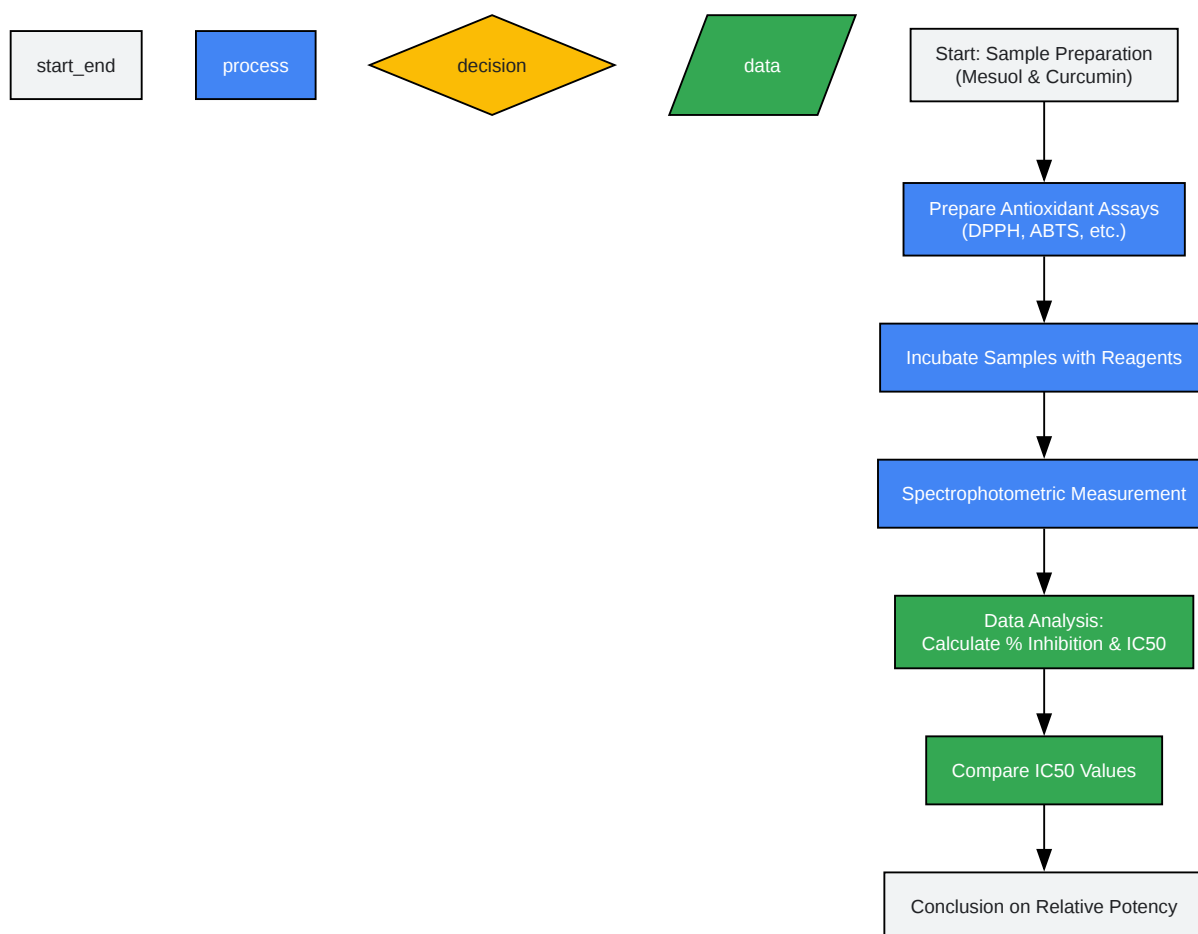 start_end
process
decision
data
Start: Sample Preparation
(Mesuol & Curcumin)
Prepare Antioxidant Assays
(DPPH, ABTS, etc.)
Incubate Samples with Reagents
Spectrophotometric Measurement
Data Analysis:
Calculate % Inhibition & IC50
Compare IC50 Values
Conclusion on Relative Potency